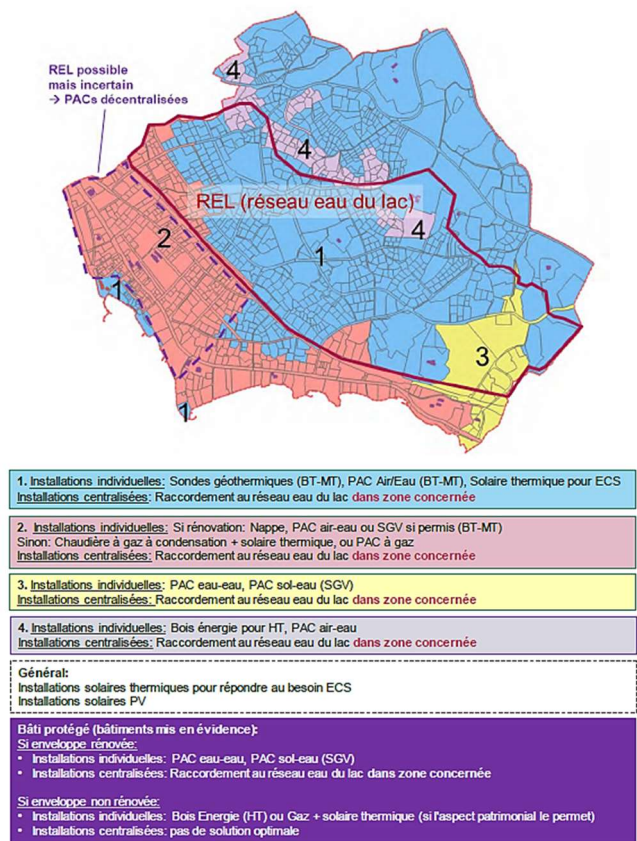 4
REL possible
mais incertain
→ PACs décentralisées
4
REL (réseau eau du lac)
4
2
1
1
3
1
1. Installations individuelles: Sondes géothermiques (BT-MT), PAC Air/Eau (BT-MT), Solaire thermique pour ECS
Installations centralisées: Raccordement au réseau eau du lac dans zone concernée
2. Installations individuelles: Si rénovation: Nappe, PAC air-eau ou SGV si permis (BT-MT)
Sinon: Chaudière à gaz à condensation + solaire thermique, ou PAC à gaz
Installations centralisées: Raccordement au réseau eau du lac dans zone concernée
3. Installations individuelles: PAC eau-eau, PAC sol-eau (SGV)
Installations centralisées: Raccordement au réseau eau du lac dans zone concernée
4. Installations individuelles: Bois énergie pour HT, PAC air-eau
Installations centralisées: Raccordement au réseau eau du lac dans zone concernée
Général:
Installations solaires thermiques pour répondre au besoin ECS
Installations solaires PV
Bâti protégé (bâtiments mis en évidence):
Si enveloppe rénovée:
• Installations individuelles: PAC eau-eau, PAC sol-eau (SGV)
• Installations centralisées: Raccordement au réseau eau du lac dans zone concernée
Si enveloppe non rénovée:
• Installations individuelles: Bois Energie (HT) ou Gaz + solaire thermique (si l'aspect patrimonial le permet)
• Installations centralisées: pas de solution optimale